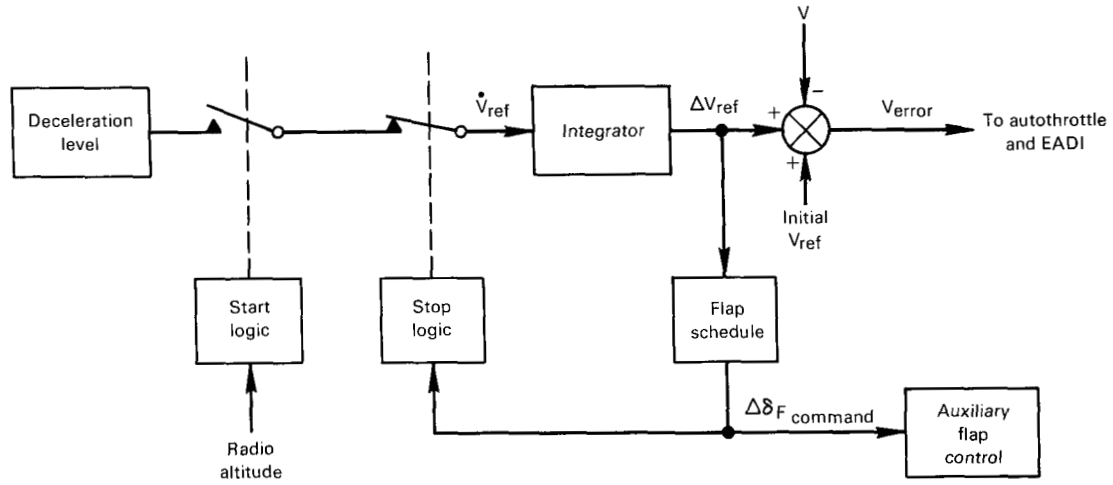 V
−
Deceleration
level
V̇ref
Integrator
ΔVref
+
Verror
To autothrottle
and EADI
+
Initial
Vref
Start
logic
Stop
logic
Flap
schedule
Radio
altitude
ΔδF command
Auxiliary
flap
control